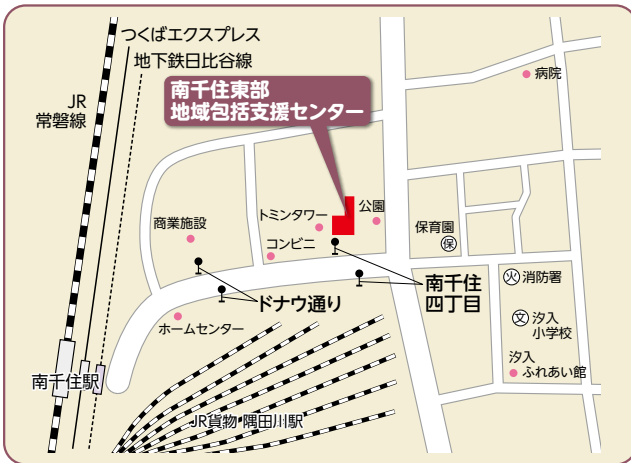 つくばエクスプレス
地下鉄日比谷線
JR
常磐線
南千住東部
地域包括支援センター
病院
商業施設
トミンタワー
公園
コンビニ
保育園
保
南千住
四丁目
ドナウ通り
ホームセンター
火 消防署
文 汐入
小学校
汐入
ふれあい館
南千住駅
JR貨物 隅田川駅